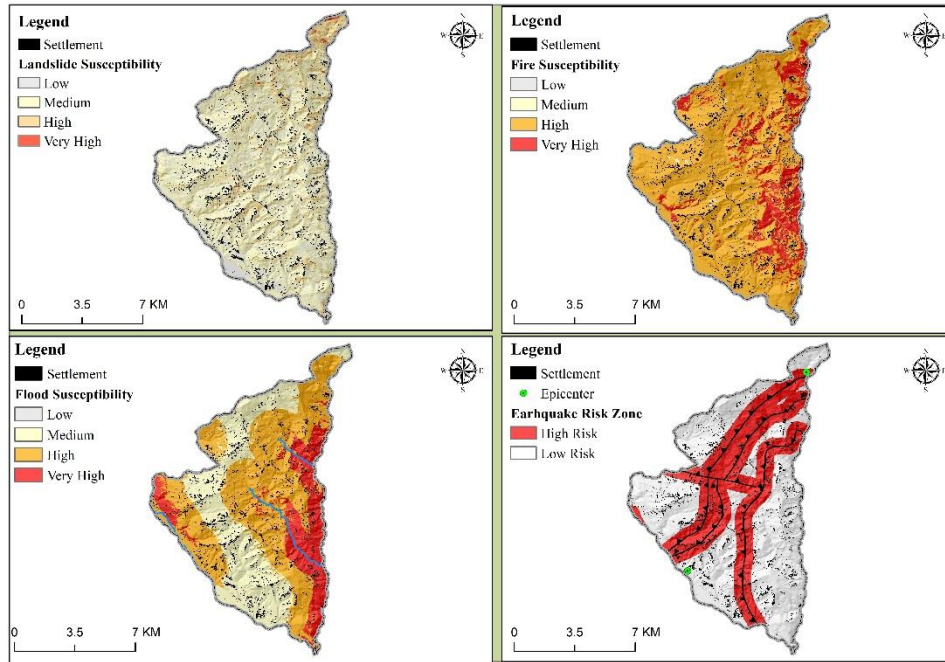 Legend
Settlement
Landslide Susceptibility
Low
Medium
High
Very High
N
W E
S
0 3.5 7 KM
Legend
Settlement
Fire Susceptibility
Low
Medium
High
Very High
N
W E
S
0 3.5 7 KM
Legend
Settlement
Flood Susceptibility
Low
Medium
High
Very High
N
W E
S
0 3.5 7 KM
Legend
Settlement
Epicenter
Earhquake Risk Zone
High Risk
Low Risk
N
W E
S
0 3.5 7 KM